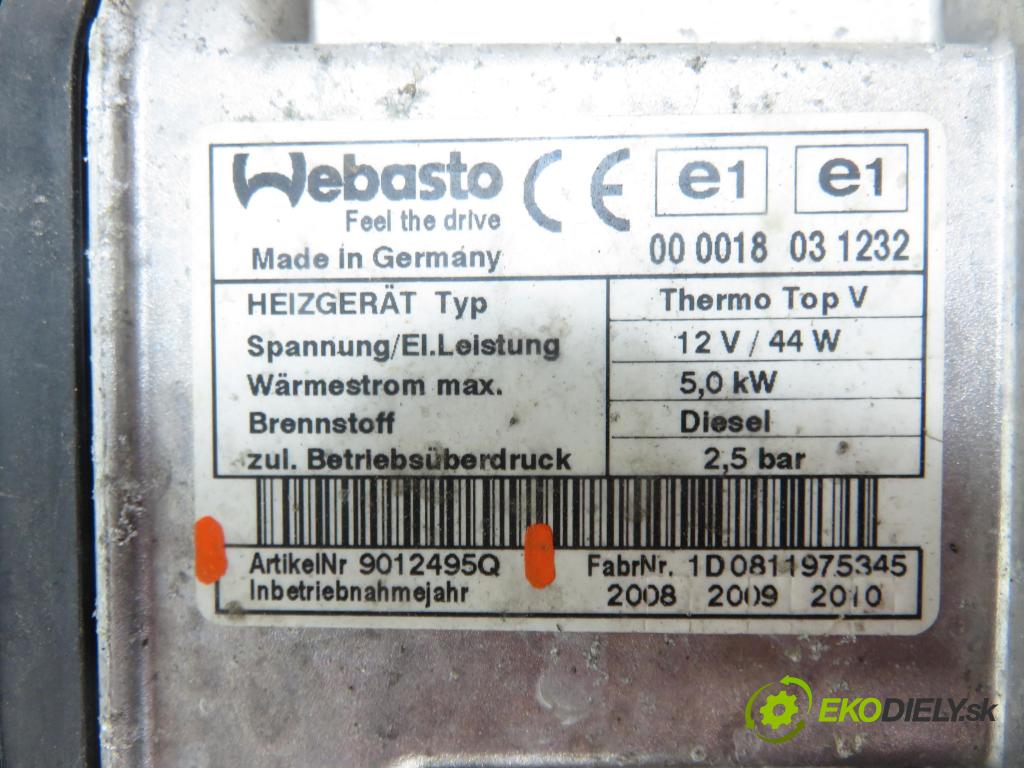 Webasto CE e1 e1
Feel the drive
Made in Germany 00 0018 03 1232
HEIZGERÄT Typ Thermo Top V
Spannung/El.Leistung 12 V / 44 W
Wärmestrom max. 5,0 kW
Brennstoff Diesel
zul. Betriebsüberdruck 2,5 bar
ArtikelNr 9012495Q FabrNr. 1D0811975345
Inbetriebnahmejahr 2008 2009 2010
EKODIELY.sk